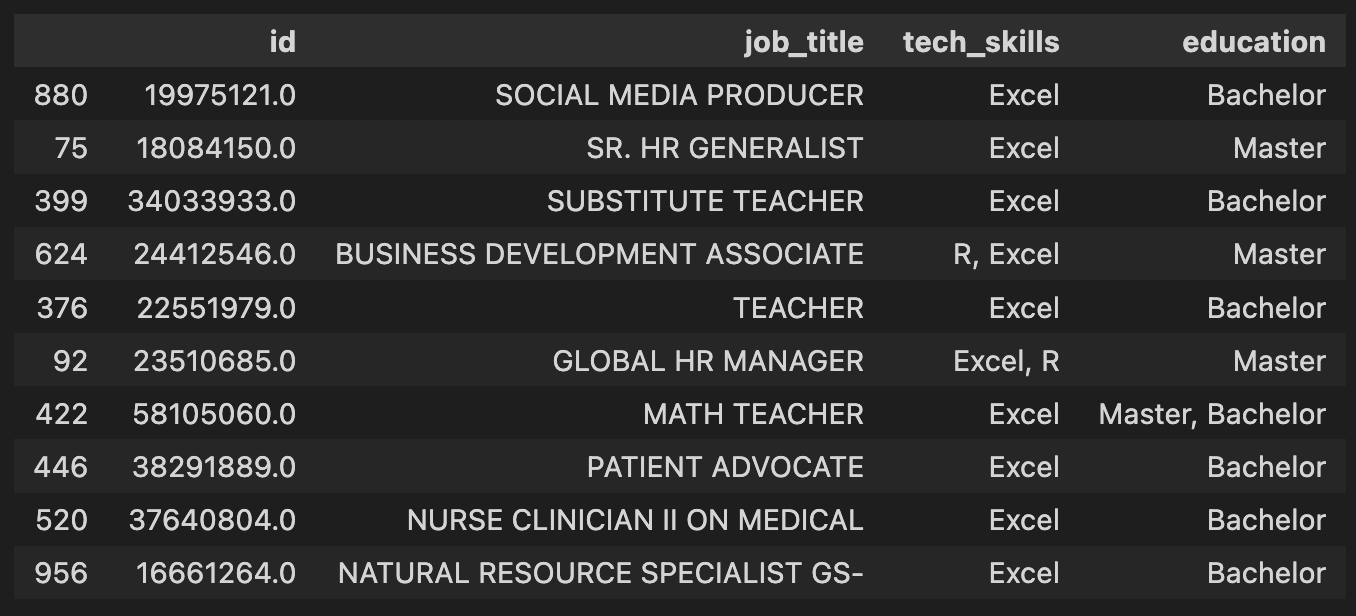 id job_title tech_skills education
880 19975121.0 SOCIAL MEDIA PRODUCER Excel Bachelor
75 18084150.0 SR. HR GENERALIST Excel Master
399 34033933.0 SUBSTITUTE TEACHER Excel Bachelor
624 24412546.0 BUSINESS DEVELOPMENT ASSOCIATE R, Excel Master
376 22551979.0 TEACHER Excel Bachelor
92 23510685.0 GLOBAL HR MANAGER Excel, R Master
422 58105060.0 MATH TEACHER Excel Master, Bachelor
446 38291889.0 PATIENT ADVOCATE Excel Bachelor
520 37640804.0 NURSE CLINICIAN II ON MEDICAL Excel Bachelor
956 16661264.0 NATURAL RESOURCE SPECIALIST GS- Excel Bachelor